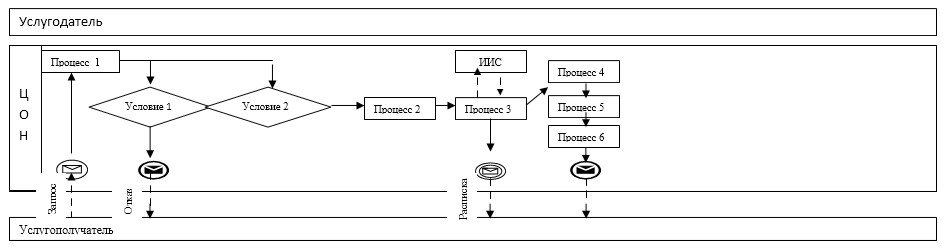 Услугодатель
ЦОН
Процесс 1
ИИС
Процесс 4
Условие 1
Условие 2
Процесс 2
Процесс 3
Процесс 5
Процесс 6
Запрос
Отказ
Расписка
Услугополучатель